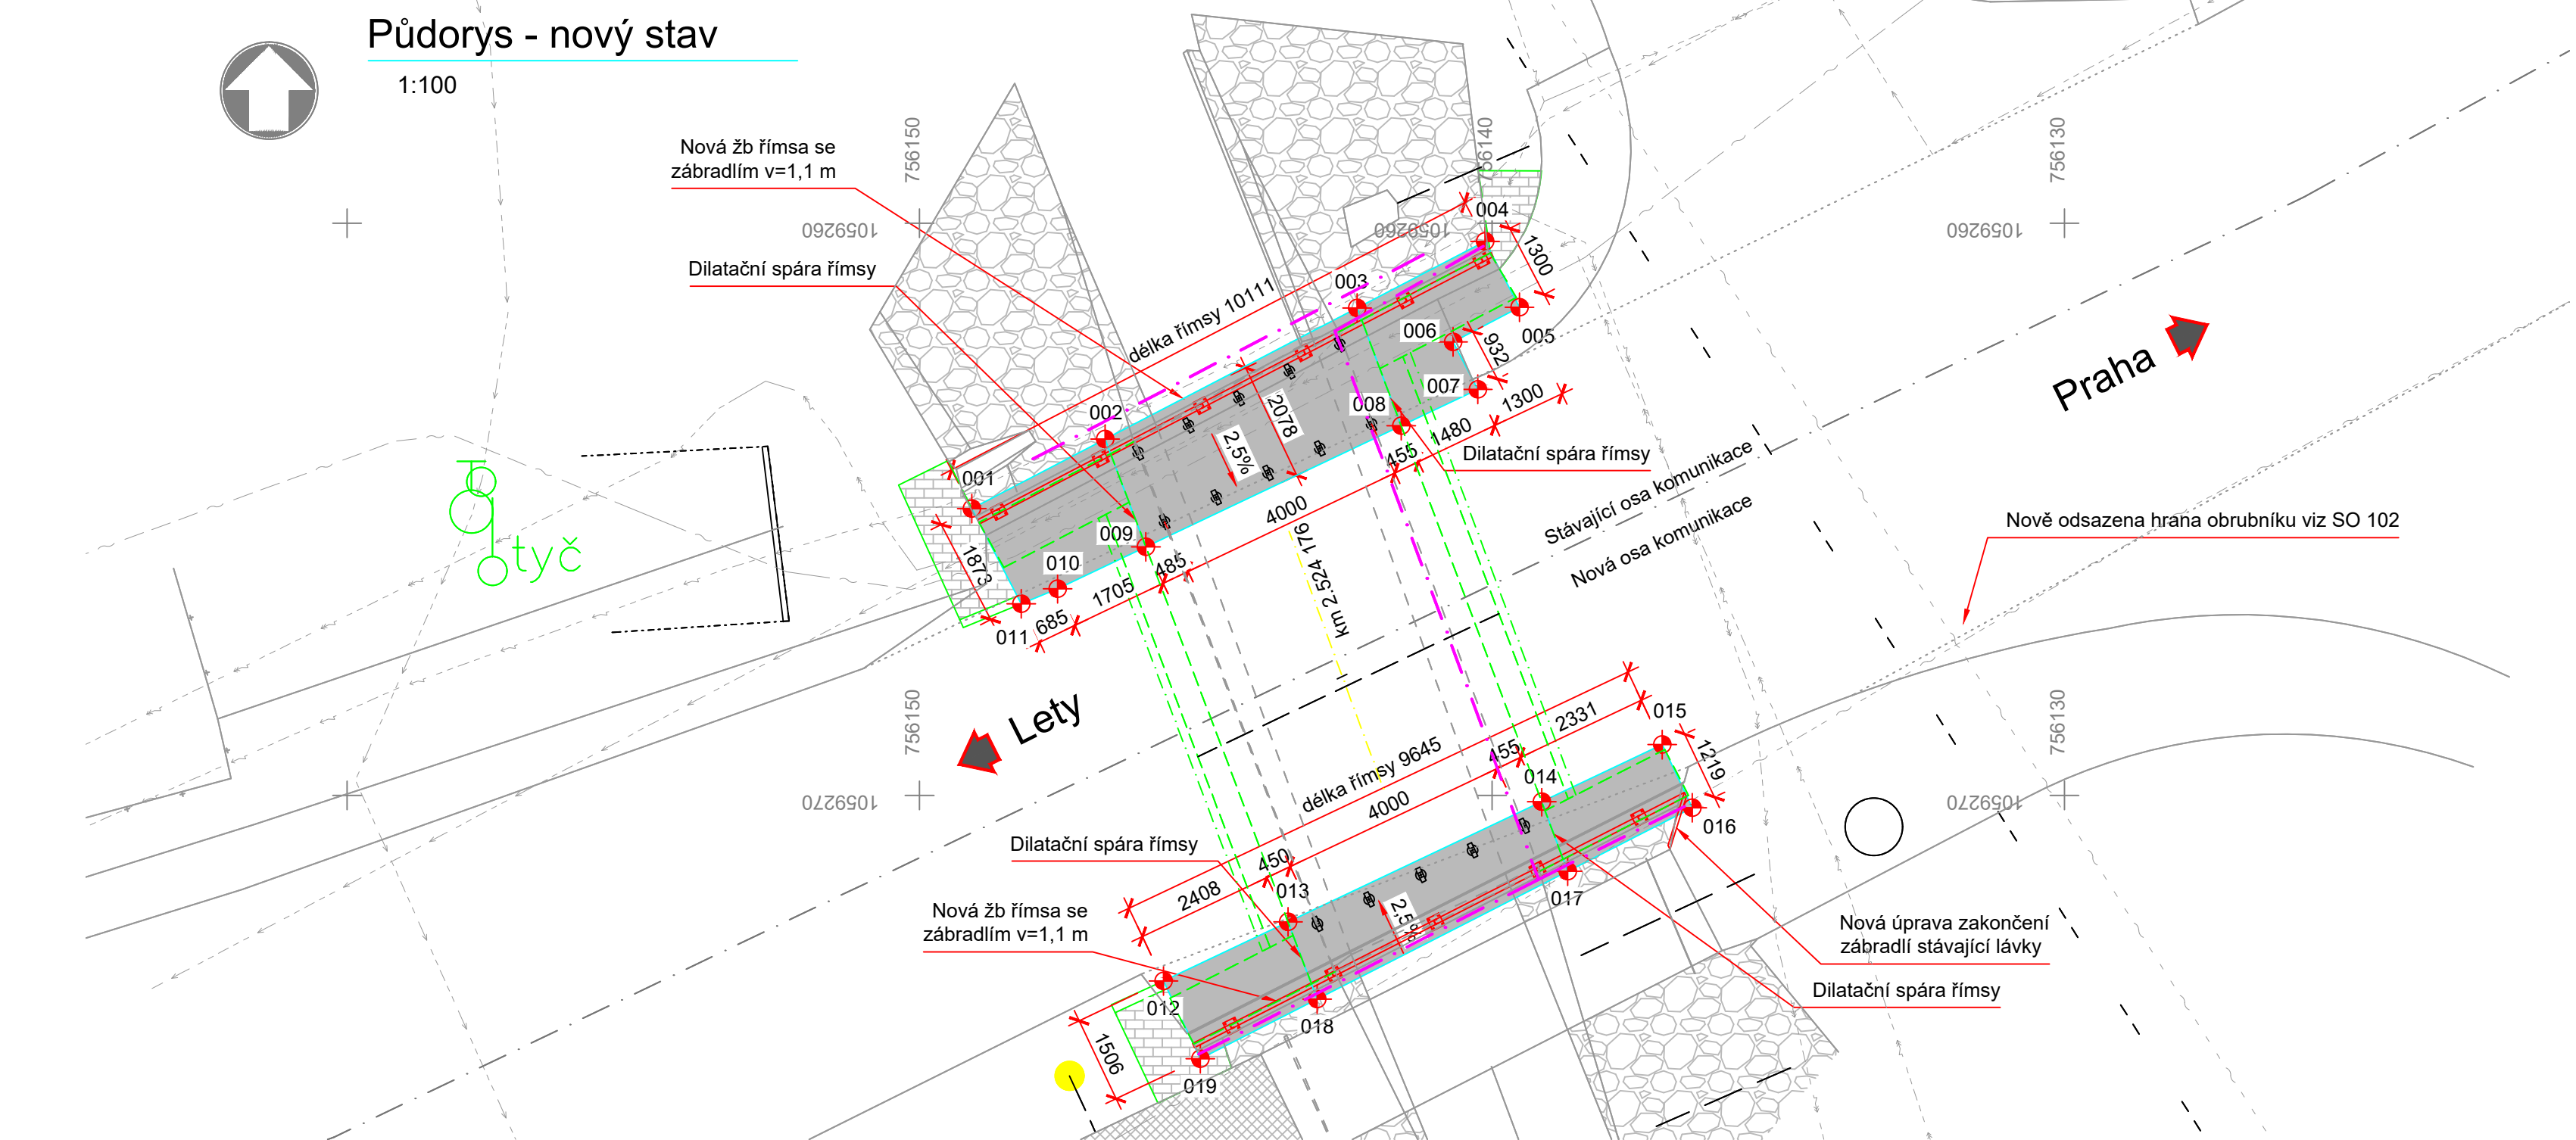 Půdorys - nový stav
1:100
Nová žb římsa se
zábradlím v=1,1 m
Dilatační spára římsy
756150
1059260
756140
1059260
756130
1059260
004
1300
003
délka římsy 10111
006
005
932
002
2078
008
007
1300
2,5%
1480
455
Dilatační spára římsy
001
4000
009
1873
010
485
1705
685
011
km 2.524 176
Stávající osa komunikace
Nová osa komunikace
Praha
Nově odsazena hrana obrubníku viz SO 102
tyč
Lety
756150
1059270
756130
1059270
2331
015
455
1219
délka římsy 9645
014
4000
016
Dilatační spára římsy
450
013
2408
017
2,5%
Nová žb římsa se
zábradlím v=1,1 m
Nová úprava zakončení
zábradlí stávající lávky
Dilatační spára římsy
012
018
1506
019